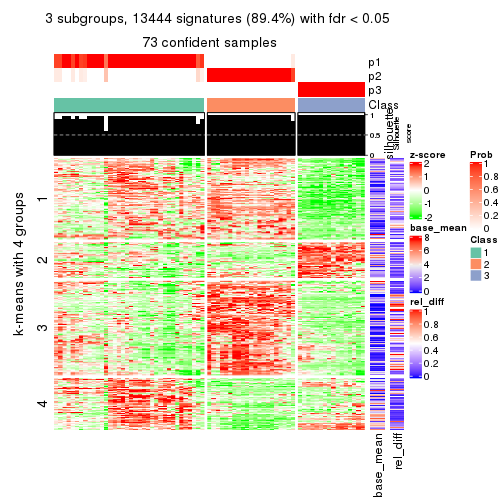 3 subgroups, 13444 signatures (89.4%) with fdr < 0.05
73 confident samples
p1
p2
p3
Class
1
0.5
0
silhouette
Silhouette
score
k-means with 4 groups
1
2
3
4
base_mean
rel_diff
z-score
2
1
0
-1
-2
base_mean
8
6
4
2
0
rel_diff
1
0.8
0.6
0.4
0.2
0
Prob
1
0.8
0.6
0.4
0.2
0
Class
1
2
3